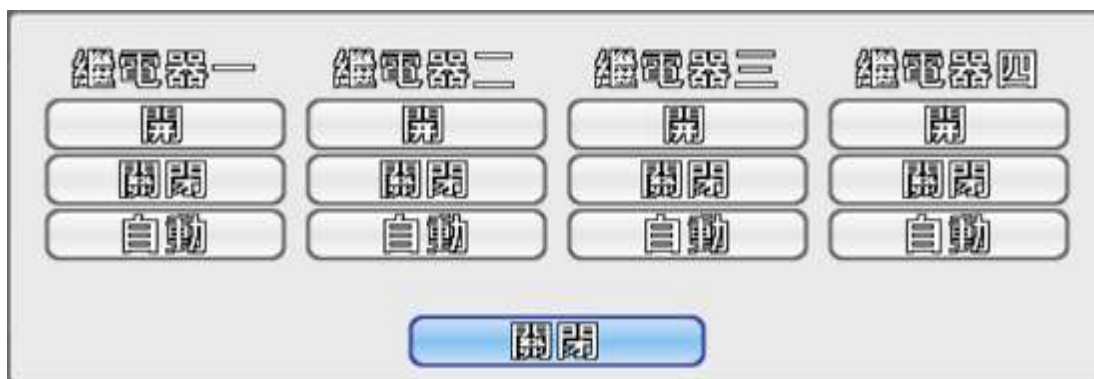 繼電器一 繼電器二 繼電器三 繼電器四
開 開 開 開
關閉 關閉 關閉 關閉
自動 自動 自動 自動
關閉